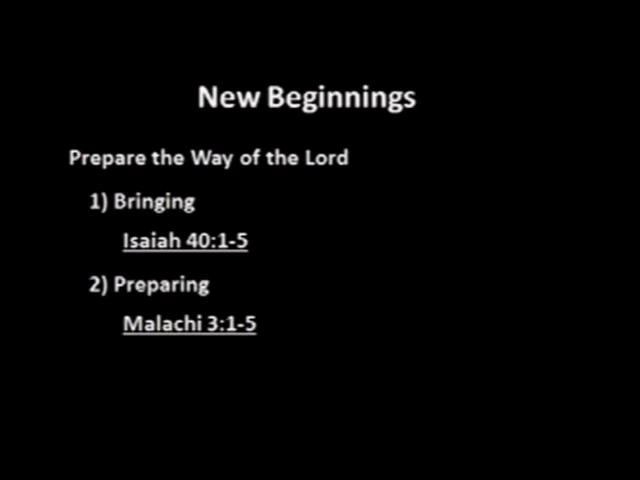 New Beginnings
Prepare the Way of the Lord
1) Bringing
Isaiah 40:1-5
2) Preparing
Malachi 3:1-5